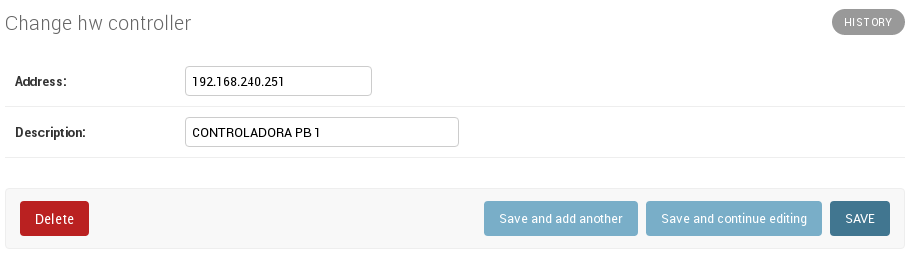 Change hw controller
HISTORY
Address: 192.168.240.251
Description: CONTROLADORA PB 1
Delete Save and add another Save and continue editing SAVE